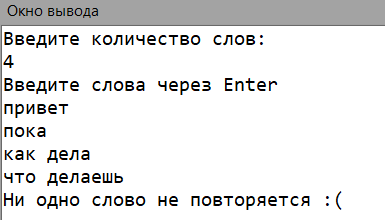 Окно вывода
Введите количество слов:
4
Введите слова через Enter
привет
пока
как дела
что делаешь
Ни одно слово не повторяется :(